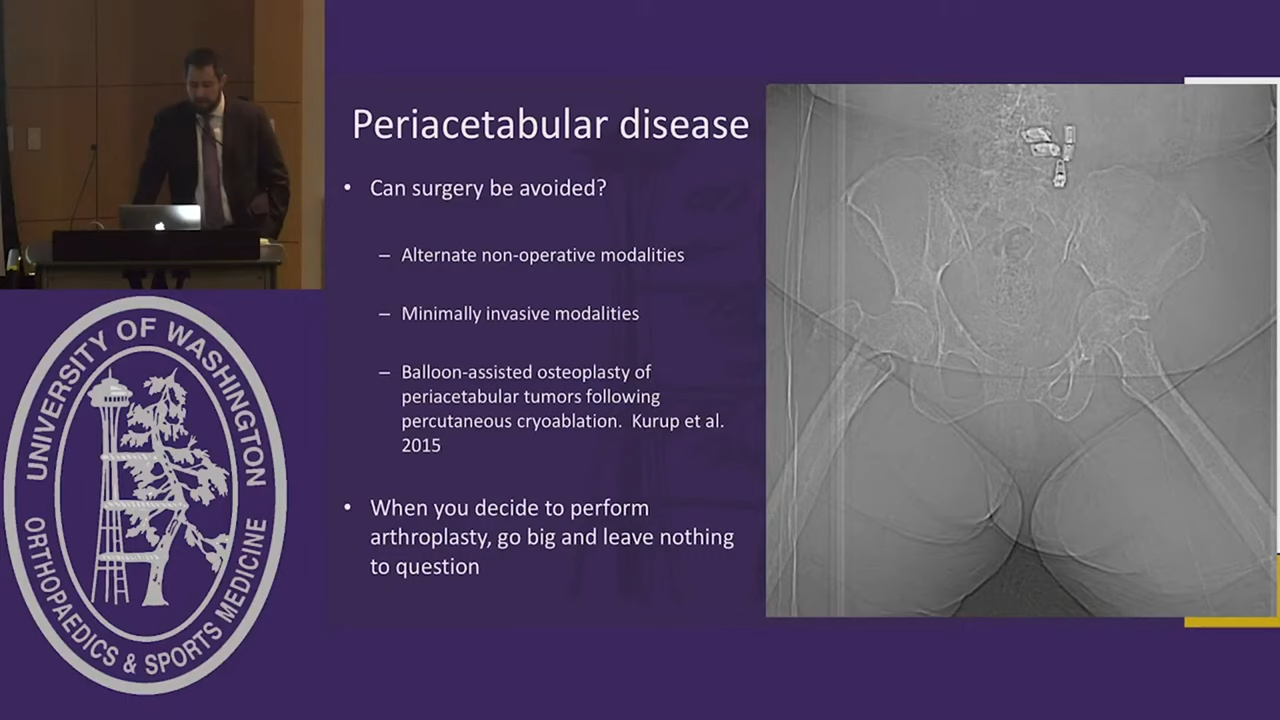 Periacetabular disease
• Can surgery be avoided?
– Alternate non-operative modalities
– Minimally invasive modalities
– Balloon-assisted osteoplasty of
periacetabular tumors following
percutaneous cryoablation. Kurup et al.
2015
• When you decide to perform
arthroplasty, go big and leave nothing
to question
UNIVERSITY OF WASHINGTON
ORTHOPAEDICS & SPORTS MEDICINE